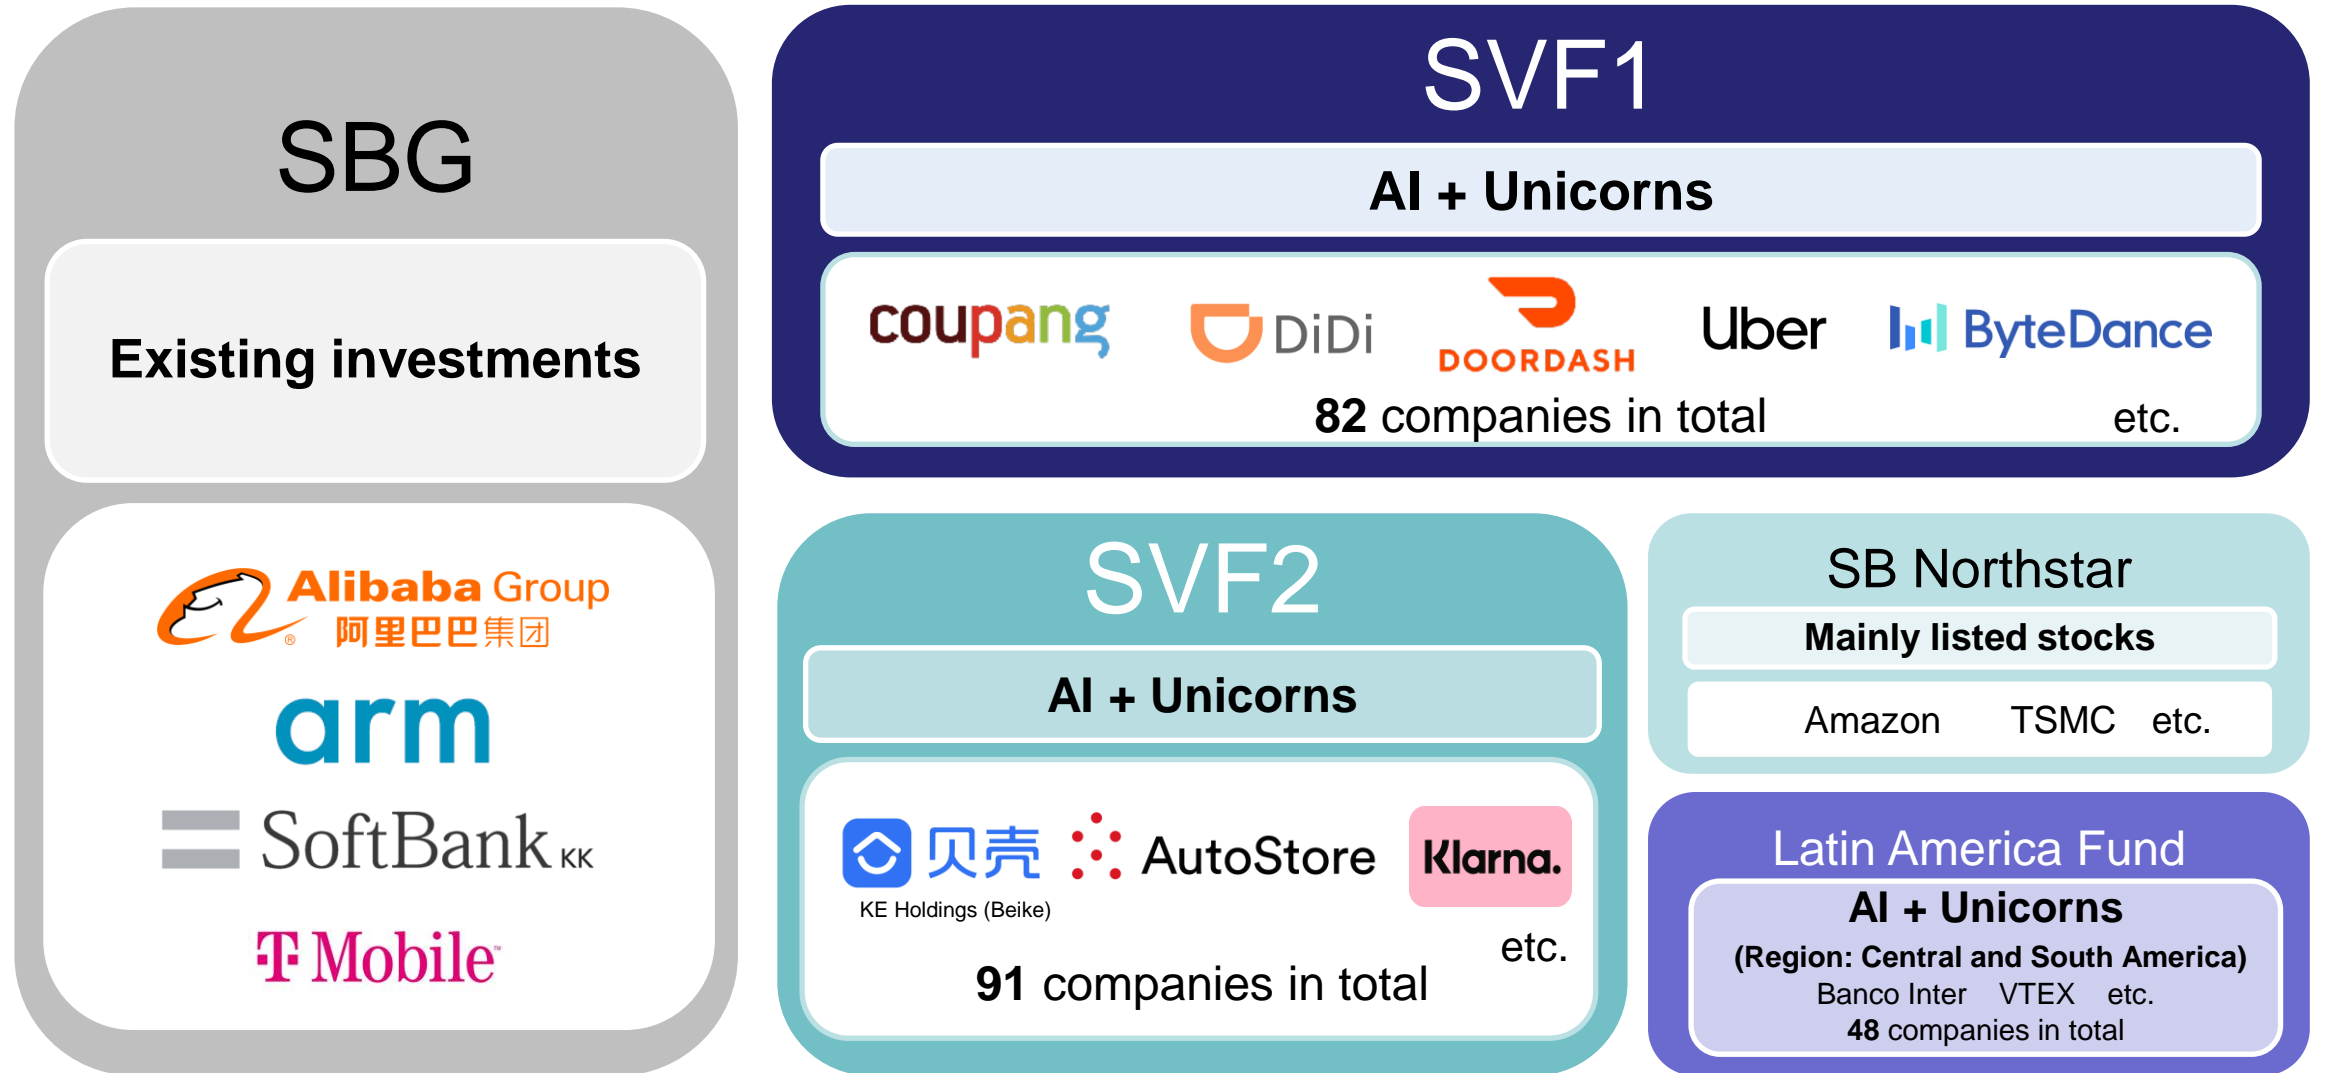 SBG
Existing investments
Alibaba Group
®
阿里巴巴集团
arm
SoftBank KK
T Mobile™
SVF1
AI + Unicorns
coupang DiDi DOORDASH Uber ByteDance
82 companies in total etc.
SVF2
AI + Unicorns
贝壳 AutoStore Klarna.
KE Holdings (Beike)
etc.
91 companies in total
SB Northstar
Mainly listed stocks
Amazon TSMC etc.
Latin America Fund
AI + Unicorns
(Region: Central and South America)
Banco Inter VTEX etc.
48 companies in total